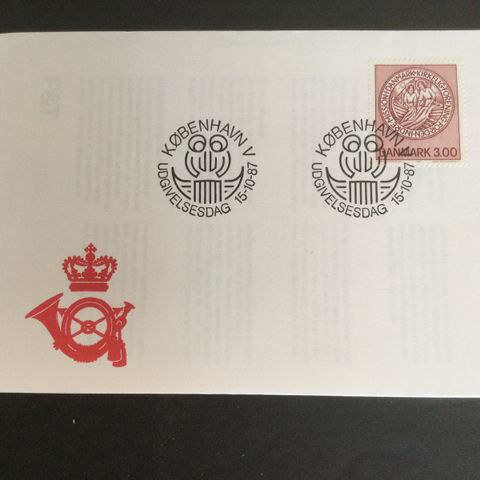 KØBENHAVN V
UDGIVELSESDAG 15-10-87
KØBENHAVN V
UDGIVELSESDAG 15-10-87
DANMARK 3.00